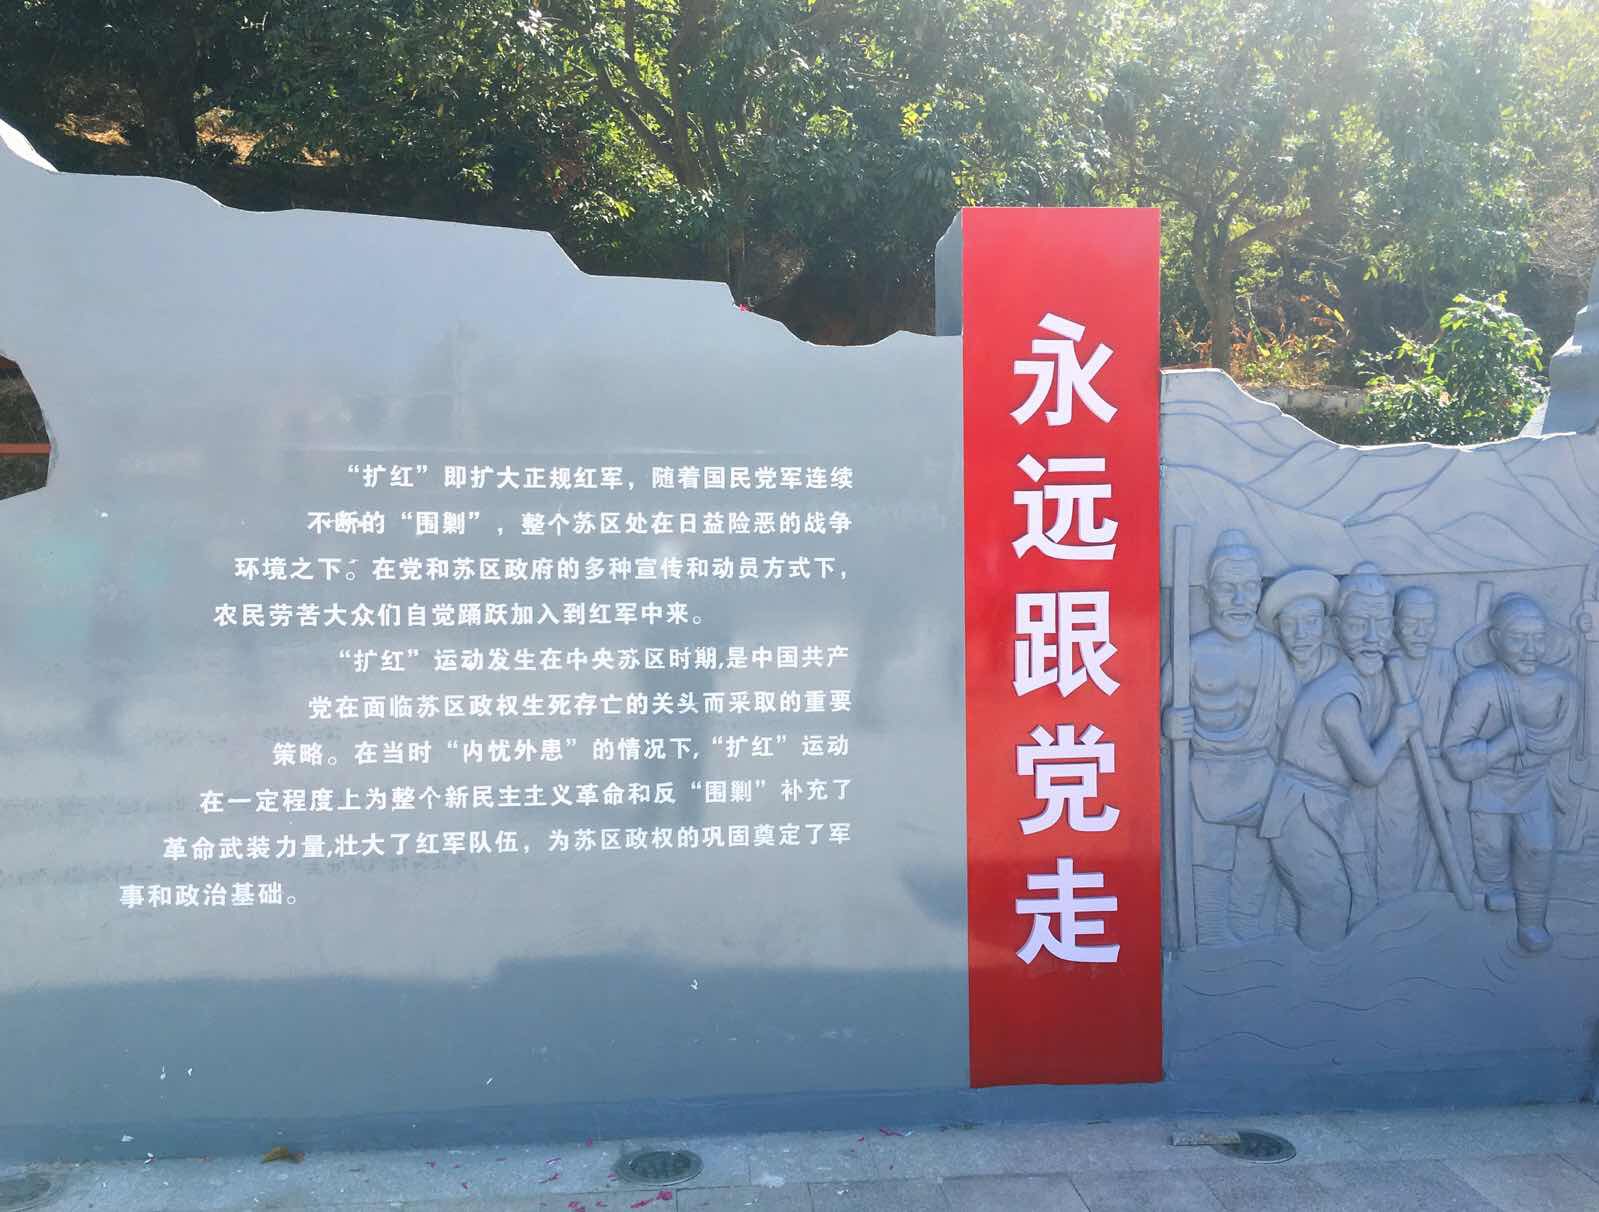 “扩红”即扩大正规红军，随着国民党军连续
不断的“围剿”，整个苏区处在日益险恶的战争
环境之下。在党和苏区政府的多种宣传和动员方式下，
农民劳苦大众们自觉踊跃加入到红军中来。
“扩红”运动发生在中央苏区时期,是中国共产
党在面临苏区政权生死存亡的关头而采取的重要
策略。在当时“内忧外患”的情况下,“扩红”运动
在一定程度上为整个新民主主义革命和反“围剿”补充了
革命武装力量,壮大了红军队伍，为苏区政权的巩固奠定了军
事和政治基础。
永远跟党走